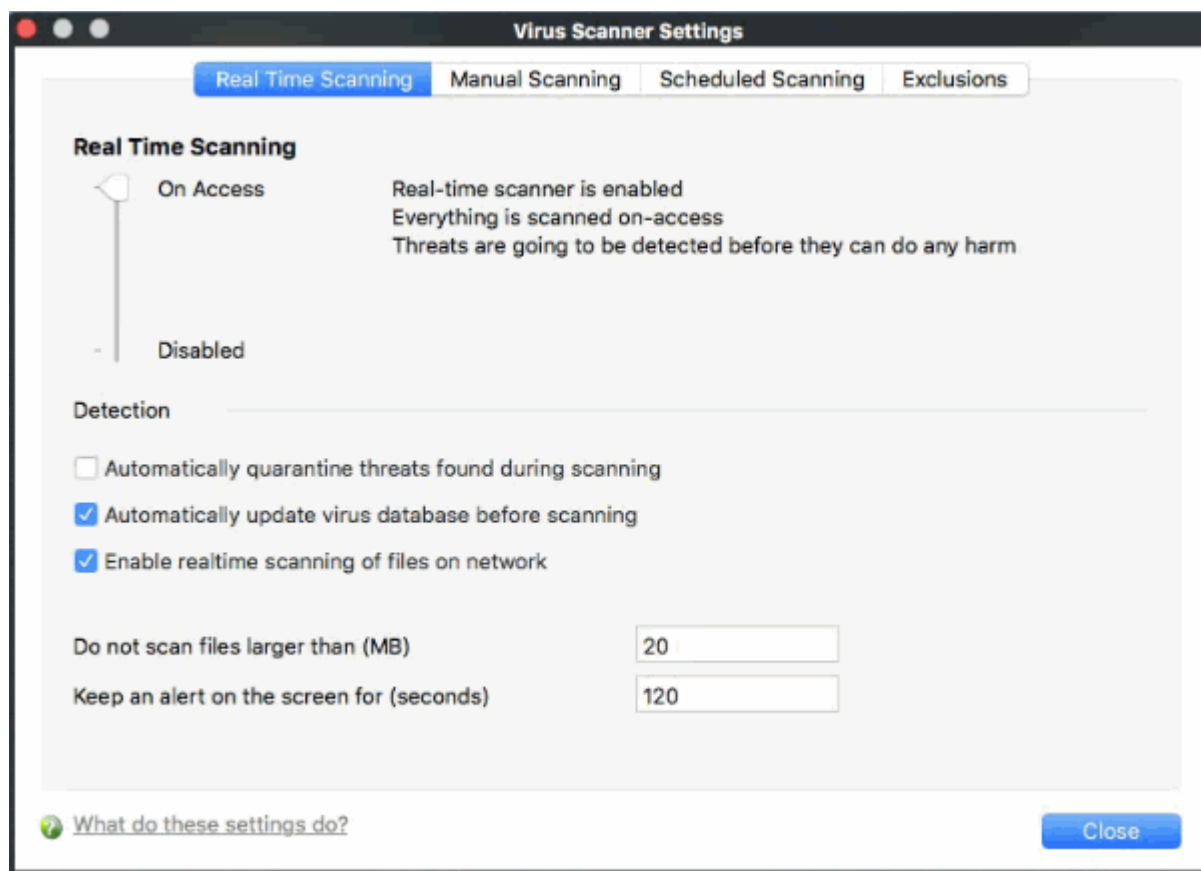 Virus Scanner Settings
Real Time Scanning Manual Scanning Scheduled Scanning Exclusions
Real Time Scanning
On Access
Real-time scanner is enabled
Everything is scanned on-access
Threats are going to be detected before they can do any harm
Disabled
Detection
Automatically quarantine threats found during scanning
Automatically update virus database before scanning
Enable realtime scanning of files on network
Do not scan files larger than (MB) 20
Keep an alert on the screen for (seconds) 120
What do these settings do?
Close